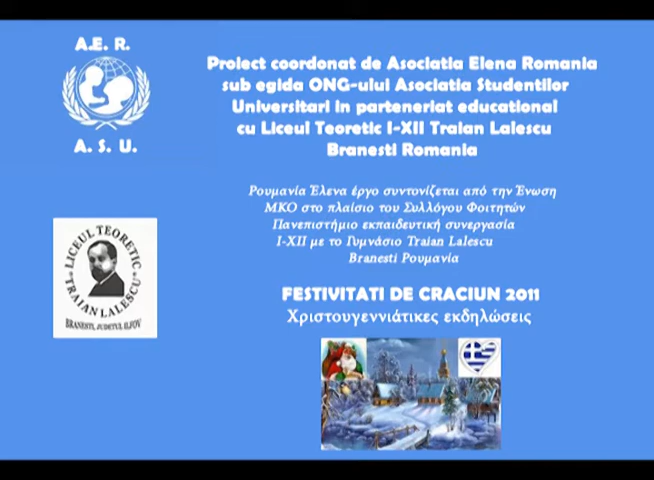 A.E. R.
A. S. U.
Proiect coordonat de Asociatia Elena Romania
sub egida ONG-ului Asociatia Studentilor
Universitari in parteneriat educational
cu Liceul Teoretic I-XII Traian Lalescu
Branesti Romania
Ρουμανία Έλενα έργο συντονίζεται από την Ένωση
ΜΚΟ στο πλαίσιο του Συλλόγου Φοιτητών
Πανεπιστήμιο εκπαιδευτική συνεργασία
I-XII με το Γυμνάσιο Traian Lalescu
Branesti Ρουμανία
LICEUL TEORETIC
TRAIAN LALESCU
BRANESTI, JUDETUL ILFOV
FESTIVITATI DE CRACIUN 2011
Χριστουγεννιάτικες εκδηλώσεις